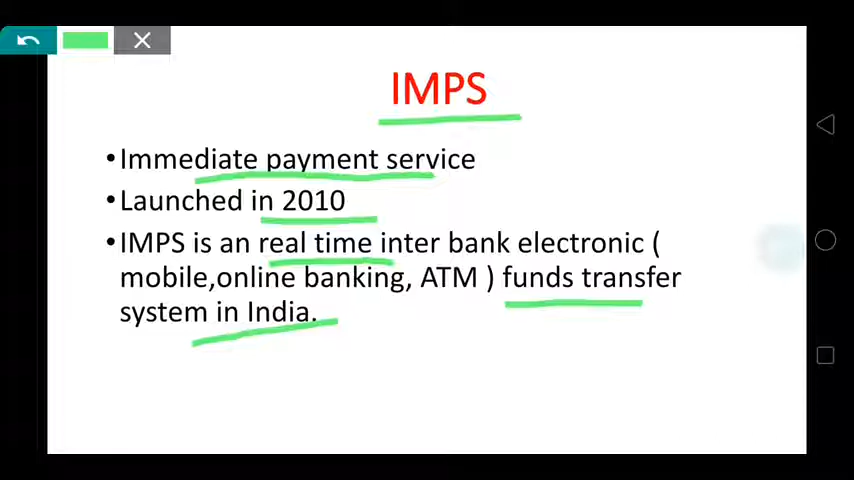 IMPS
•Immediate payment service
•Launched in 2010
•IMPS is an real time inter bank electronic (
mobile,online banking, ATM ) funds transfer
system in India.